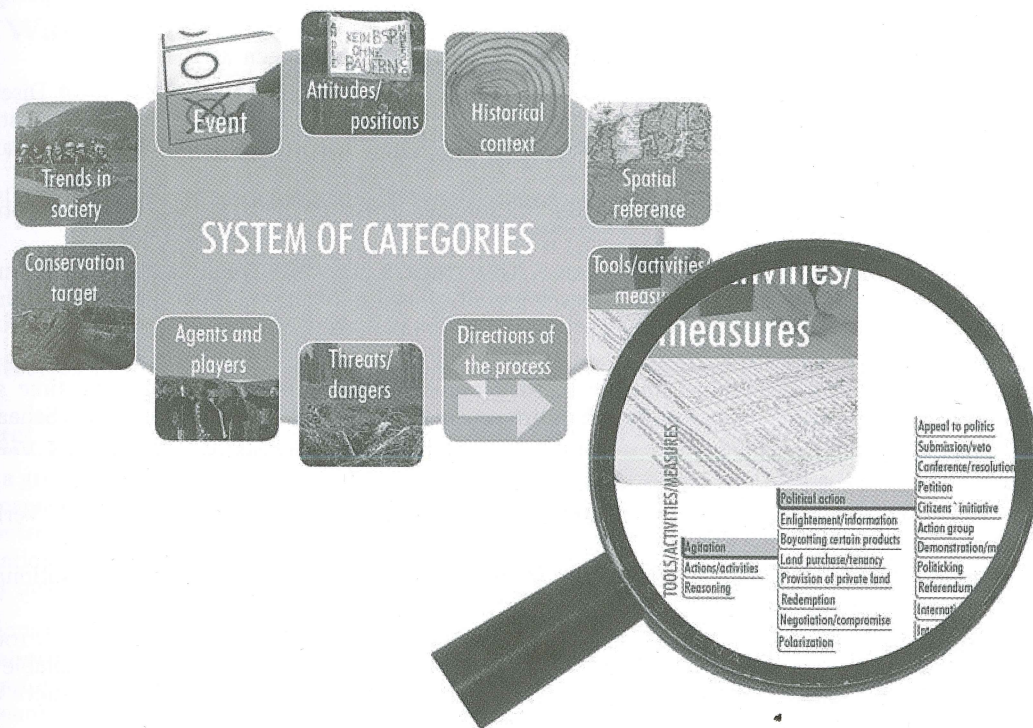 KEIN BSP
OHNE
BAUERN
Attitudes/
positions
Event
Historical
context
Trends in
society
Spatial
reference
SYSTEM OF CATEGORIES
Conservation
target
Tools/activities/
Agents and
players
Threats/
dangers
Directions of
the process
measures
TOOLS/ACTIVITIES/MEASURES
Agitation
Actions/activities
Reasoning
Political action
Enlightement/information
Boycotting certain products
Land purchase/tenancy
Provision of private land
Redemption
Negotiation/compromise
Polarization
Appeal to politics
Submission/veto
Conference/resolution
Petition
Citizens` initiative
Action group
Politicking
Referendum